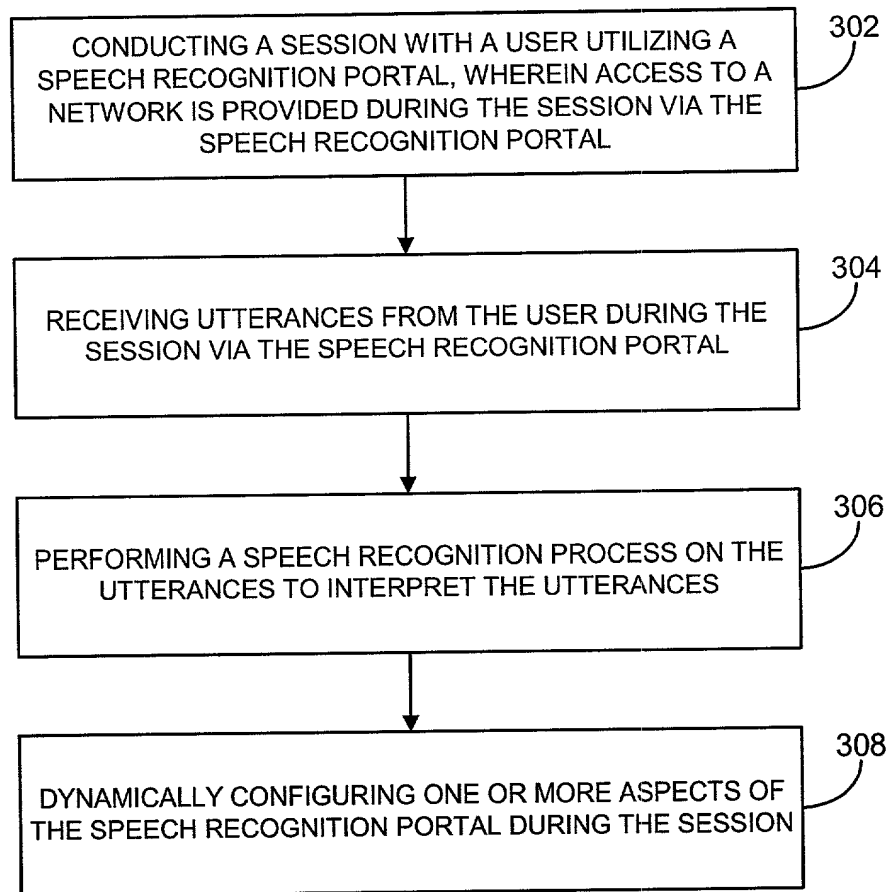 CONDUCTING A SESSION WITH A USER UTILIZING A
SPEECH RECOGNITION PORTAL, WHEREIN ACCESS TO A
NETWORK IS PROVIDED DURING THE SESSION VIA THE
SPEECH RECOGNITION PORTAL
302
RECEIVING UTTERANCES FROM THE USER DURING THE
SESSION VIA THE SPEECH RECOGNITION PORTAL
304
PERFORMING A SPEECH RECOGNITION PROCESS ON THE
UTTERANCES TO INTERPRET THE UTTERANCES
306
DYNAMICALLY CONFIGURING ONE OR MORE ASPECTS OF
THE SPEECH RECOGNITION PORTAL DURING THE SESSION
308